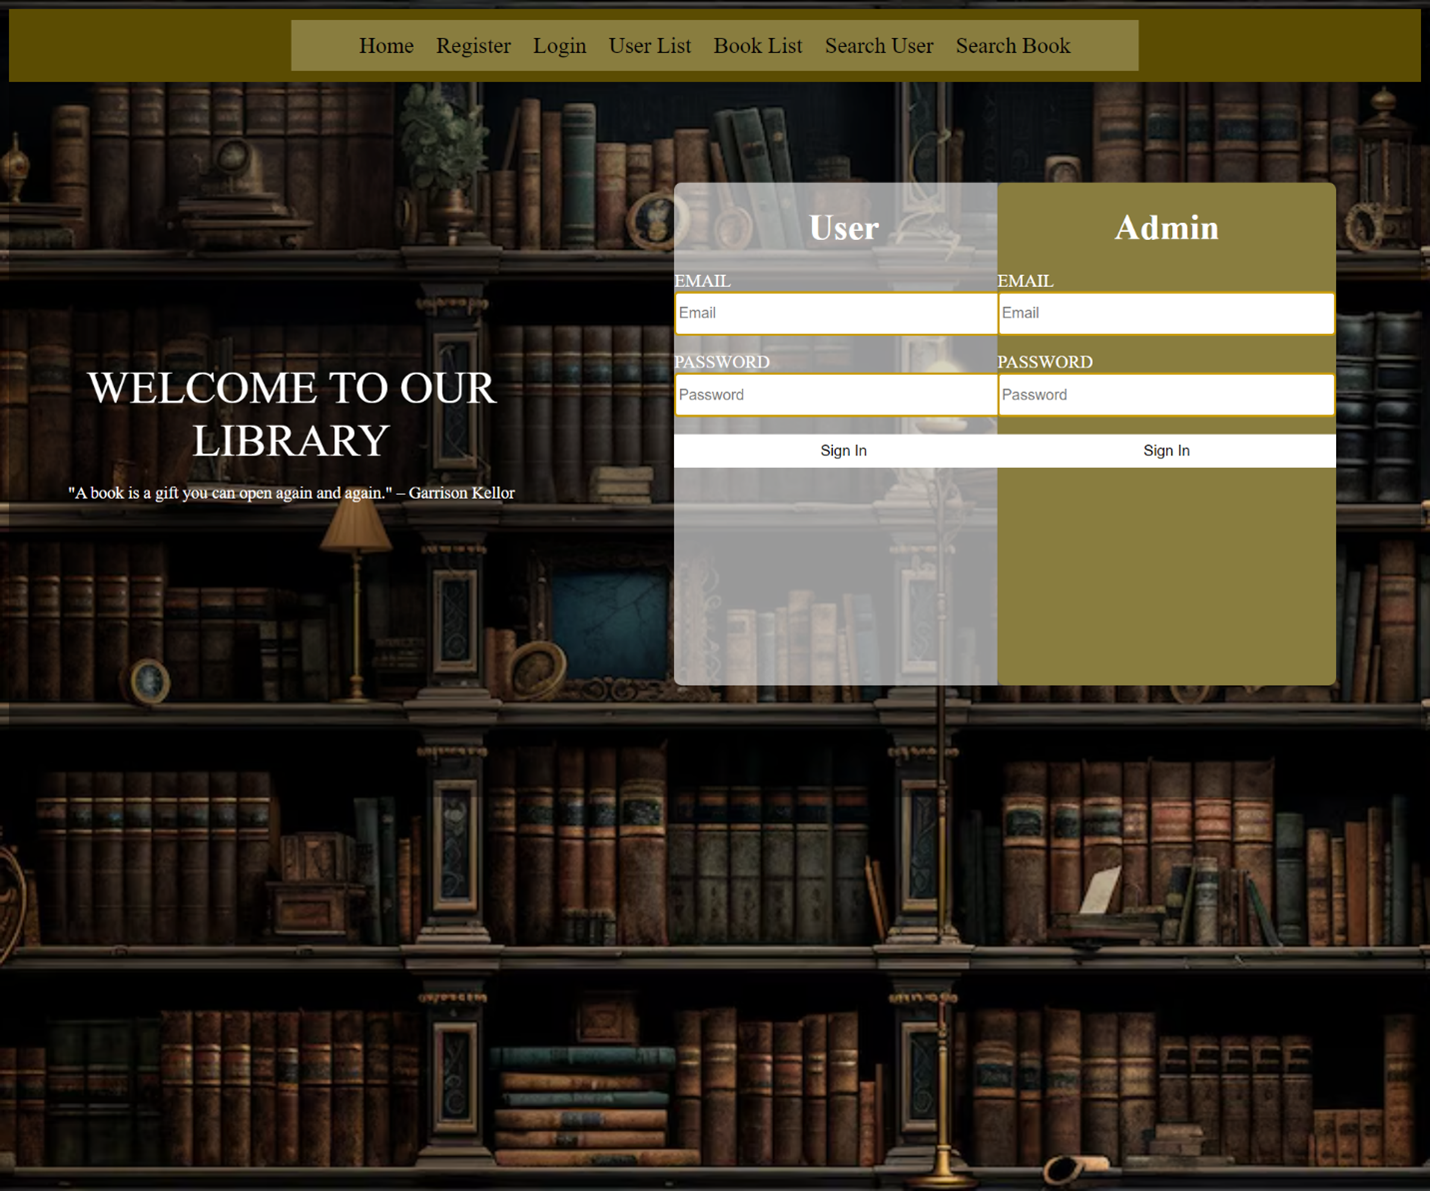 Home Register Login User List Book List Search User Search Book
WELCOME TO OUR
LIBRARY
"A book is a gift you can open again and again." – Garrison Kellor
User
EMAIL
Email
PASSWORD
Password
Sign In
Admin
EMAIL
Email
PASSWORD
Password
Sign In